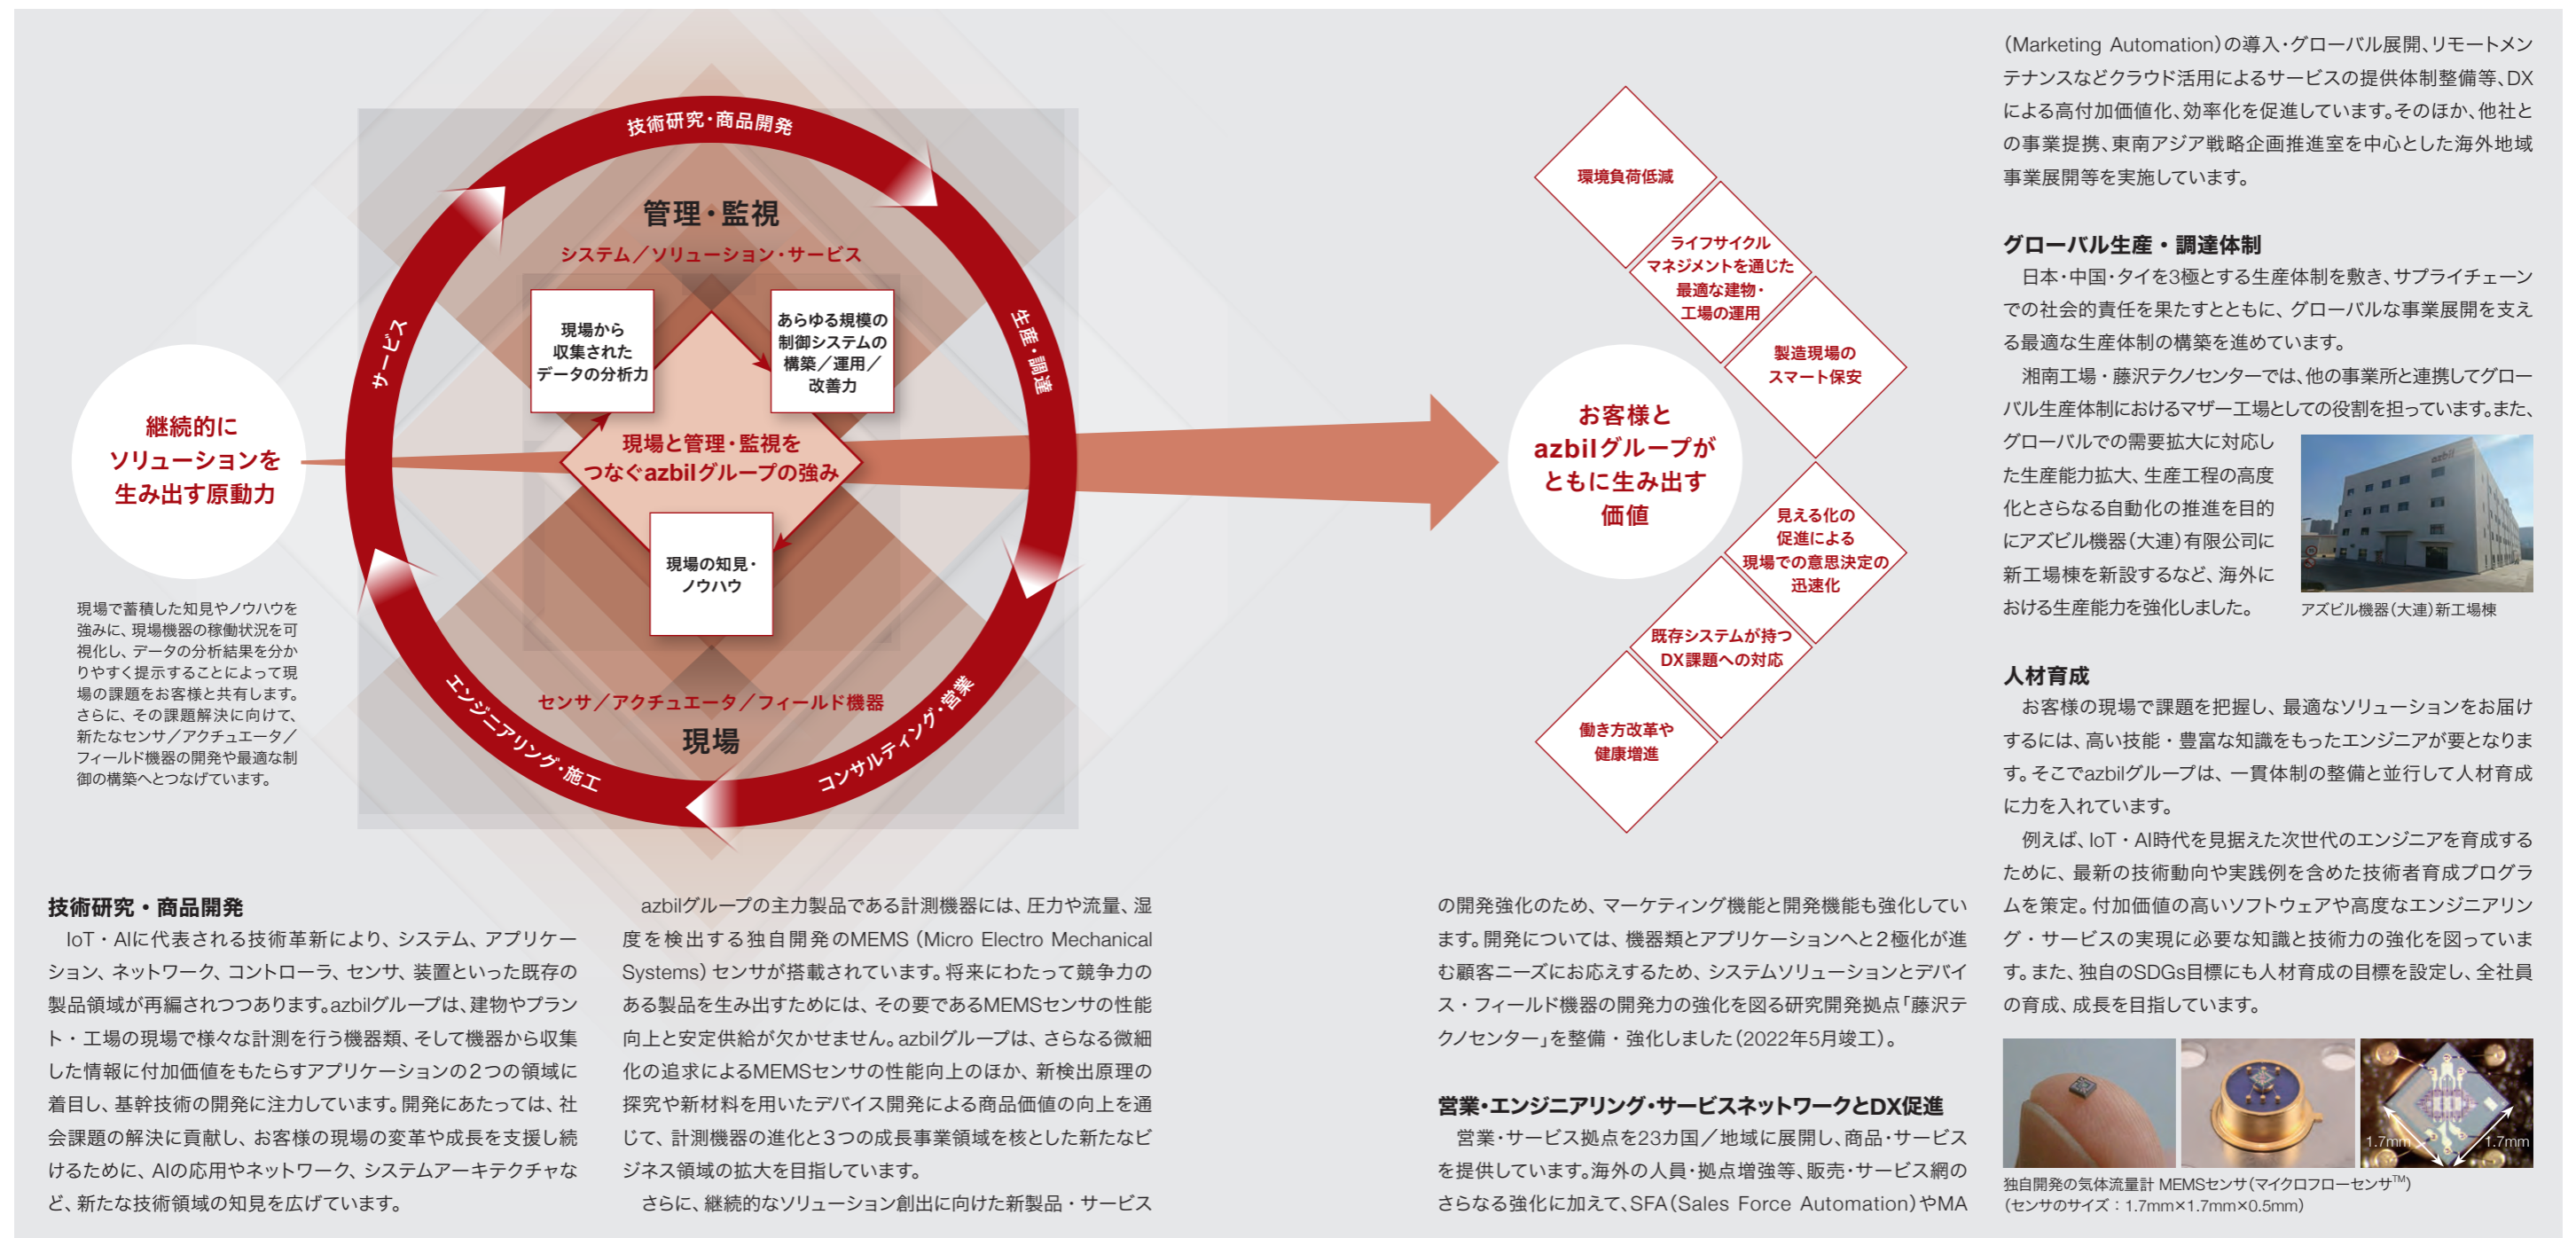 技術研究・商品開発
生産・調達
コンサルティング・営業
エンジニアリング・施工
サービス
管理・監視
システム／ソリューション・サービス
現場から
収集された
データの分析力
あらゆる規模の
制御システムの
構築／運用／
改善力
現場と管理・監視を
つなぐazbilグループの強み
現場の知見・
ノウハウ
センサ／アクチュエータ／フィールド機器
現場
継続的に
ソリューションを
生み出す原動力
現場で蓄積した知見やノウハウを
強みに、現場機器の稼働状況を可
視化し、データの分析結果を分か
りやすく提示することによって現
場の課題をお客様と共有します。
さらに、その課題解決に向けて、
新たなセンサ／アクチュエータ／
フィールド機器の開発や最適な制
御の構築へとつなげています。
お客様と
azbilグループが
ともに生み出す
価値
環境負荷低減
ライフサイクル
マネジメントを通じた
最適な建物・
工場の運用
製造現場の
スマート保安
見える化の
促進による
現場での意思決定の
迅速化
既存システムが持つ
DX課題への対応
働き方改革や
健康増進
技術研究・商品開発
IoT・AIに代表される技術革新により、システム、アプリケー
ション、ネットワーク、コントローラ、センサ、装置といった既存の
製品領域が再編されつつあります。azbilグループは、建物やプラン
ト・工場の現場で様々な計測を行う機器類、そして機器から収集
した情報に付加価値をもたらすアプリケーションの2つの領域に
着目し、基幹技術の開発に注力しています。開発にあたっては、社
会課題の解決に貢献し、お客様の現場の変革や成長を支援し続
けるために、AIの応用やネットワーク、システムアーキテクチャな
ど、新たな技術領域の知見を広げています。
azbilグループの主力製品である計測機器には、圧力や流量、湿
度を検出する独自開発のMEMS（Micro Electro Mechanical
Systems）センサが搭載されています。将来にわたって競争力の
ある製品を生み出すためには、その要であるMEMSセンサの性能
向上と安定供給が欠かせません。azbilグループは、さらなる微細
化の追求によるMEMSセンサの性能向上のほか、新検出原理の
探究や新材料を用いたデバイス開発による商品価値の向上を通
じて、計測機器の進化と3つの成長事業領域を核とした新たなビ
ジネス領域の拡大を目指しています。
さらに、継続的なソリューション創出に向けた新製品・サービス
の開発強化のため、マーケティング機能と開発機能も強化してい
ます。開発については、機器類とアプリケーションへと2極化が進
む顧客ニーズにお応えするため、システムソリューションとデバイ
ス・フィールド機器の開発力の強化を図る研究開発拠点「藤沢テ
クノセンター」を整備・強化しました（2022年5月竣工）。
営業・エンジニアリング・サービスネットワークとDX促進
営業・サービス拠点を23カ国／地域に展開し、商品・サービス
を提供しています。海外の人員・拠点増強等、販売・サービス網の
さらなる強化に加えて、SFA（Sales Force Automation）やMA
（Marketing Automation）の導入・グローバル展開、リモートメン
テナンスなどクラウド活用によるサービスの提供体制整備等、DX
による高付加価値化、効率化を促進しています。そのほか、他社と
の事業提携、東南アジア戦略企画推進室を中心とした海外地域
事業展開等を実施しています。
グローバル生産・調達体制
日本・中国・タイを3極とする生産体制を敷き、サプライチェーン
での社会的責任を果たすとともに、グローバルな事業展開を支え
る最適な生産体制の構築を進めています。
湘南工場・藤沢テクノセンターでは、他の事業所と連携してグロー
バル生産体制におけるマザー工場としての役割を担っています。また、
グローバルでの需要拡大に対応し
た生産能力拡大、生産工程の高度
化とさらなる自動化の推進を目的
にアズビル機器（大連）有限公司に
新工場棟を新設するなど、海外に
おける生産能力を強化しました。
azbil
アズビル機器（大連）新工場棟
人材育成
お客様の現場で課題を把握し、最適なソリューションをお届け
するには、高い技能・豊富な知識をもったエンジニアが要となりま
す。そこでazbilグループは、一貫体制の整備と並行して人材育成
に力を入れています。
例えば、IoT・AI時代を見据えた次世代のエンジニアを育成する
ために、最新の技術動向や実践例を含めた技術者育成プログラ
ムを策定。付加価値の高いソフトウェアや高度なエンジニアリン
グ・サービスの実現に必要な知識と技術力の強化を図っていま
す。また、独自のSDGs目標にも人材育成の目標を設定し、全社員
の育成、成長を目指しています。
1.7mm
1.7mm
独自開発の気体流量計 MEMSセンサ（マイクロフローセンサ™）
（センサのサイズ：1.7mm×1.7mm×0.5mm）